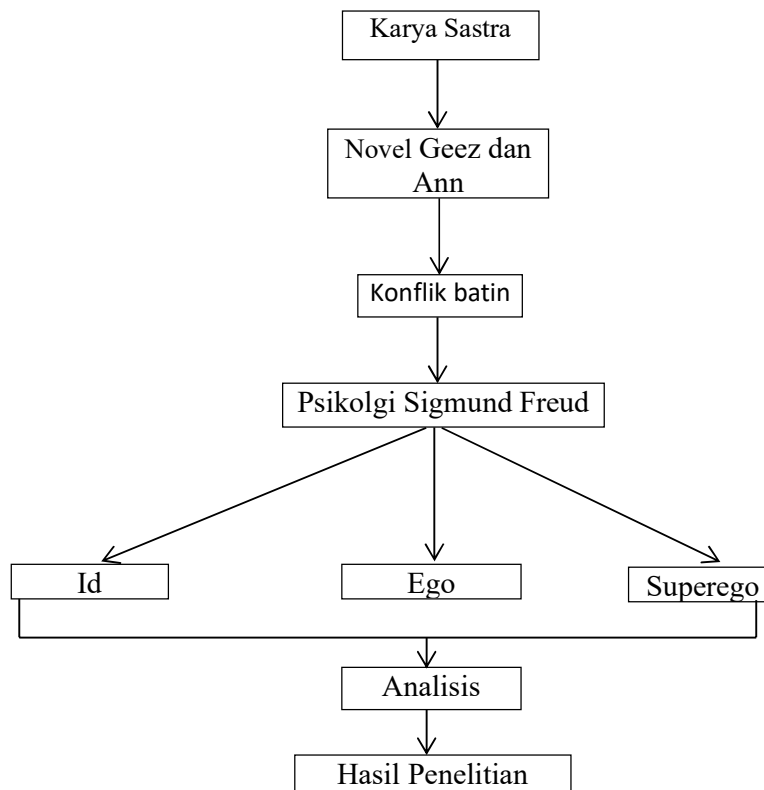 Karya Sastra
Novel Geez dan
Ann
Konflik batin
Psikolgi Sigmund Freud
Id
Ego
Superego
Analisis
Hasil Penelitian